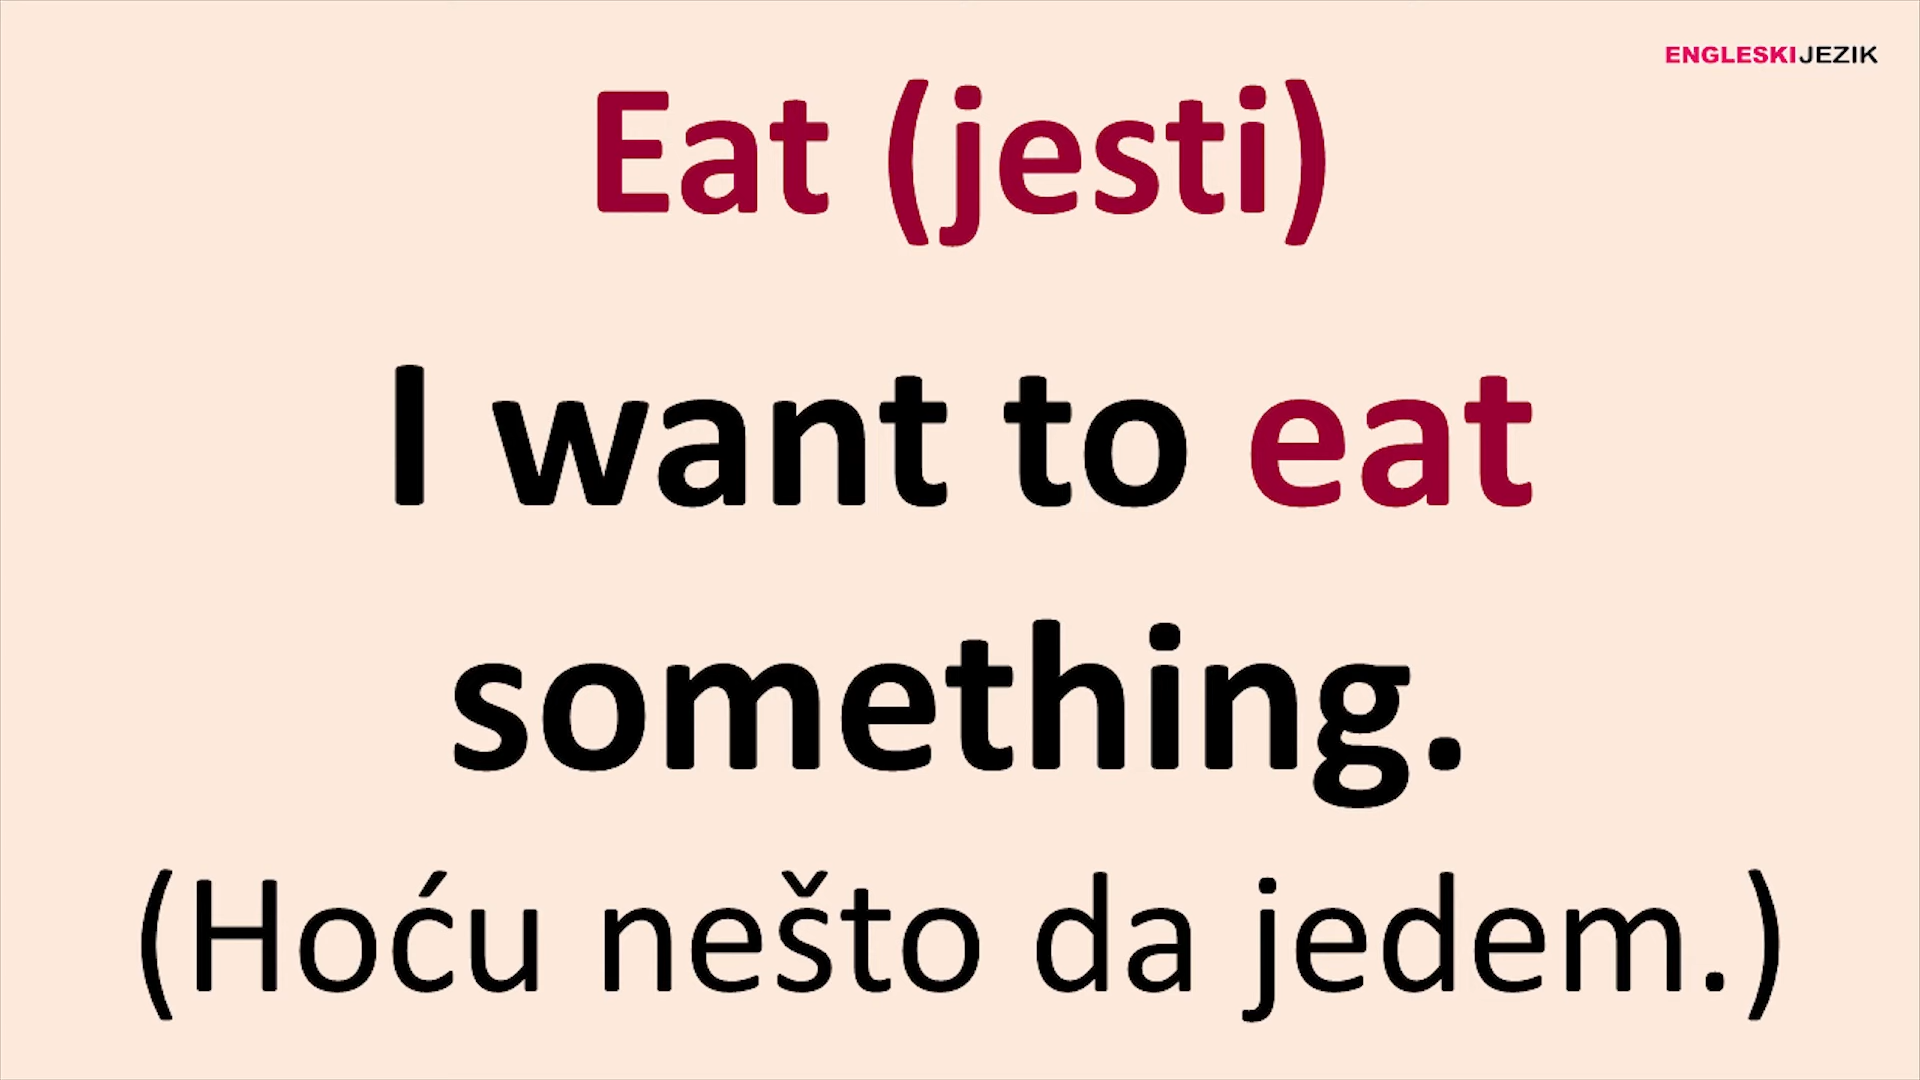 ENGLESKIJEZIK
Eat (jesti)
I want to eat
something.
(Hoću nešto da jedem.)